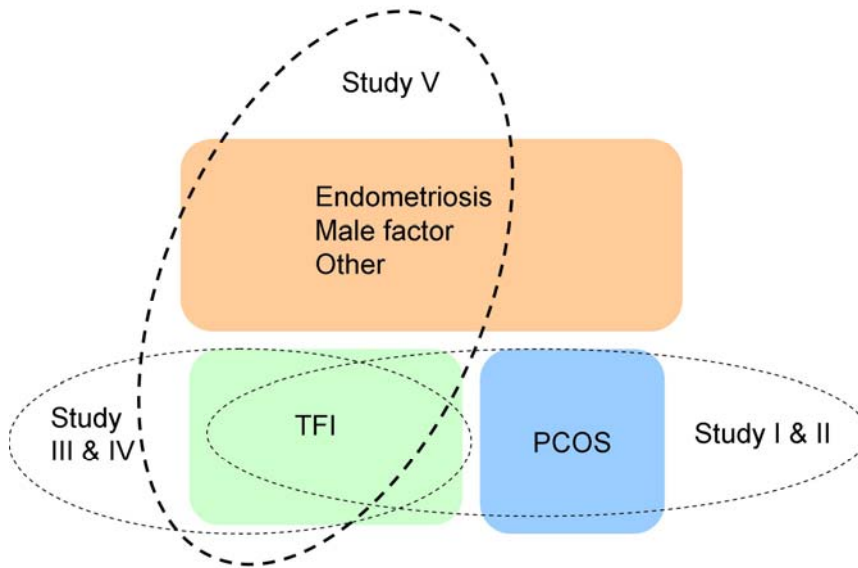 Study V
Endometriosis
Male factor
Other
Study
III & IV
TFI
PCOS
Study I & II